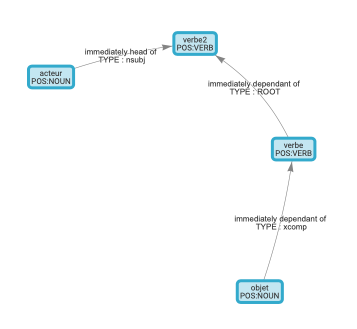 verbe2
POS:VERB
immediately head of
TYPE : nsubj
acteur
POS:NOUN
immediately dependant of
TYPE : ROOT
verbe
POS:VERB
immediately dependant of
TYPE : xcomp
objet
POS:NOUN